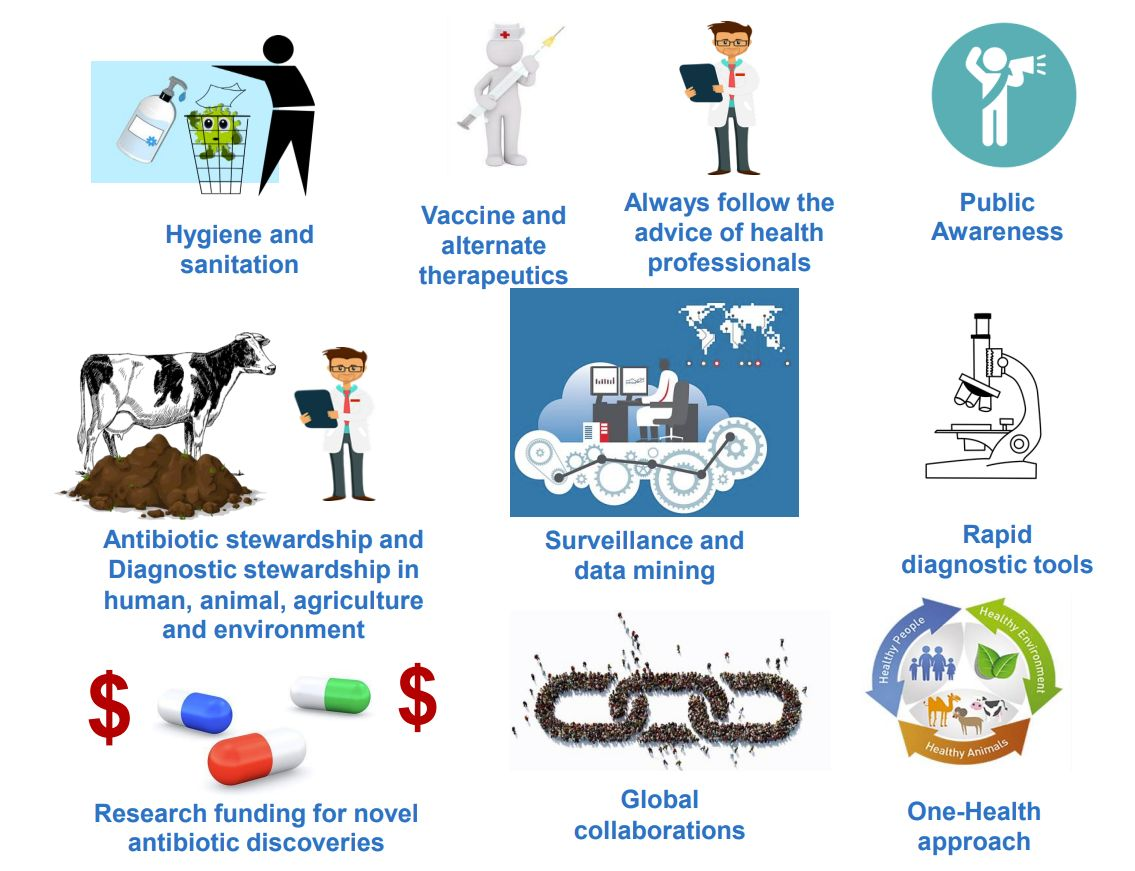 Hygiene and
sanitation
Vaccine and
alternate
therapeutics
Always follow the
advice of health
professionals
Public
Awareness
Antibiotic stewardship and
Diagnostic stewardship in
human, animal, agriculture
and environment
Surveillance and
data mining
Rapid
diagnostic tools
$
$
Research funding for novel
antibiotic discoveries
Global
collaborations
Healthy People
Healthy Environment
Healthy Animals
One-Health
approach